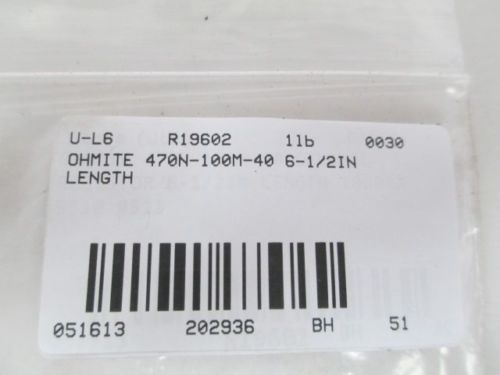 U-L6 R19602 1lb 0030
OHMITE 470N-100M-40 6-1/2IN
LENGTH
051613 202936 BH 51